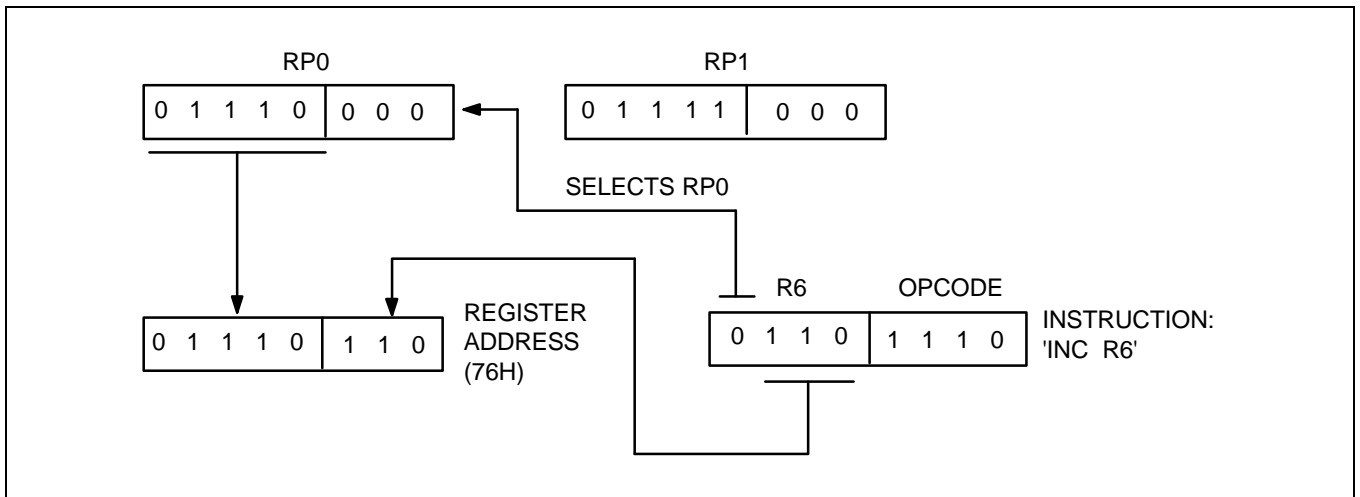 RP0 RP1
0 1 1 1 0 0 0 0 0 1 1 1 1 0 0 0
SELECTS RP0
R6 OPCODE
0 1 1 1 0 1 1 0
REGISTER
ADDRESS
(76H)
0 1 1 0 1 1 1 0
INSTRUCTION:
'INC R6'